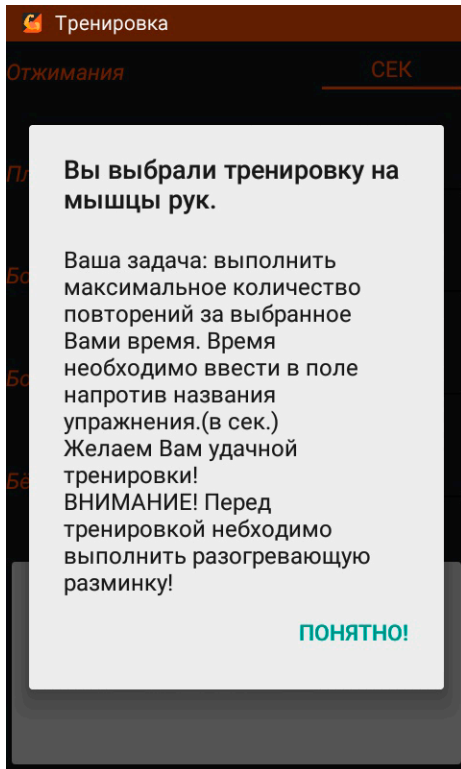 Тренировка
Отжимания
СЕК
Вы выбрали тренировку на
мышцы рук.
Ваша задача: выполнить
максимальное количество
повторений за выбранное
Вами время. Время
необходимо ввести в поле
напротив названия
упражнения.(в сек.)
Желаем Вам удачной
тренировки!
ВНИМАНИЕ! Перед
тренировкой небходимо
выполнить разогревающую
разминку!
ПОНЯТНО!